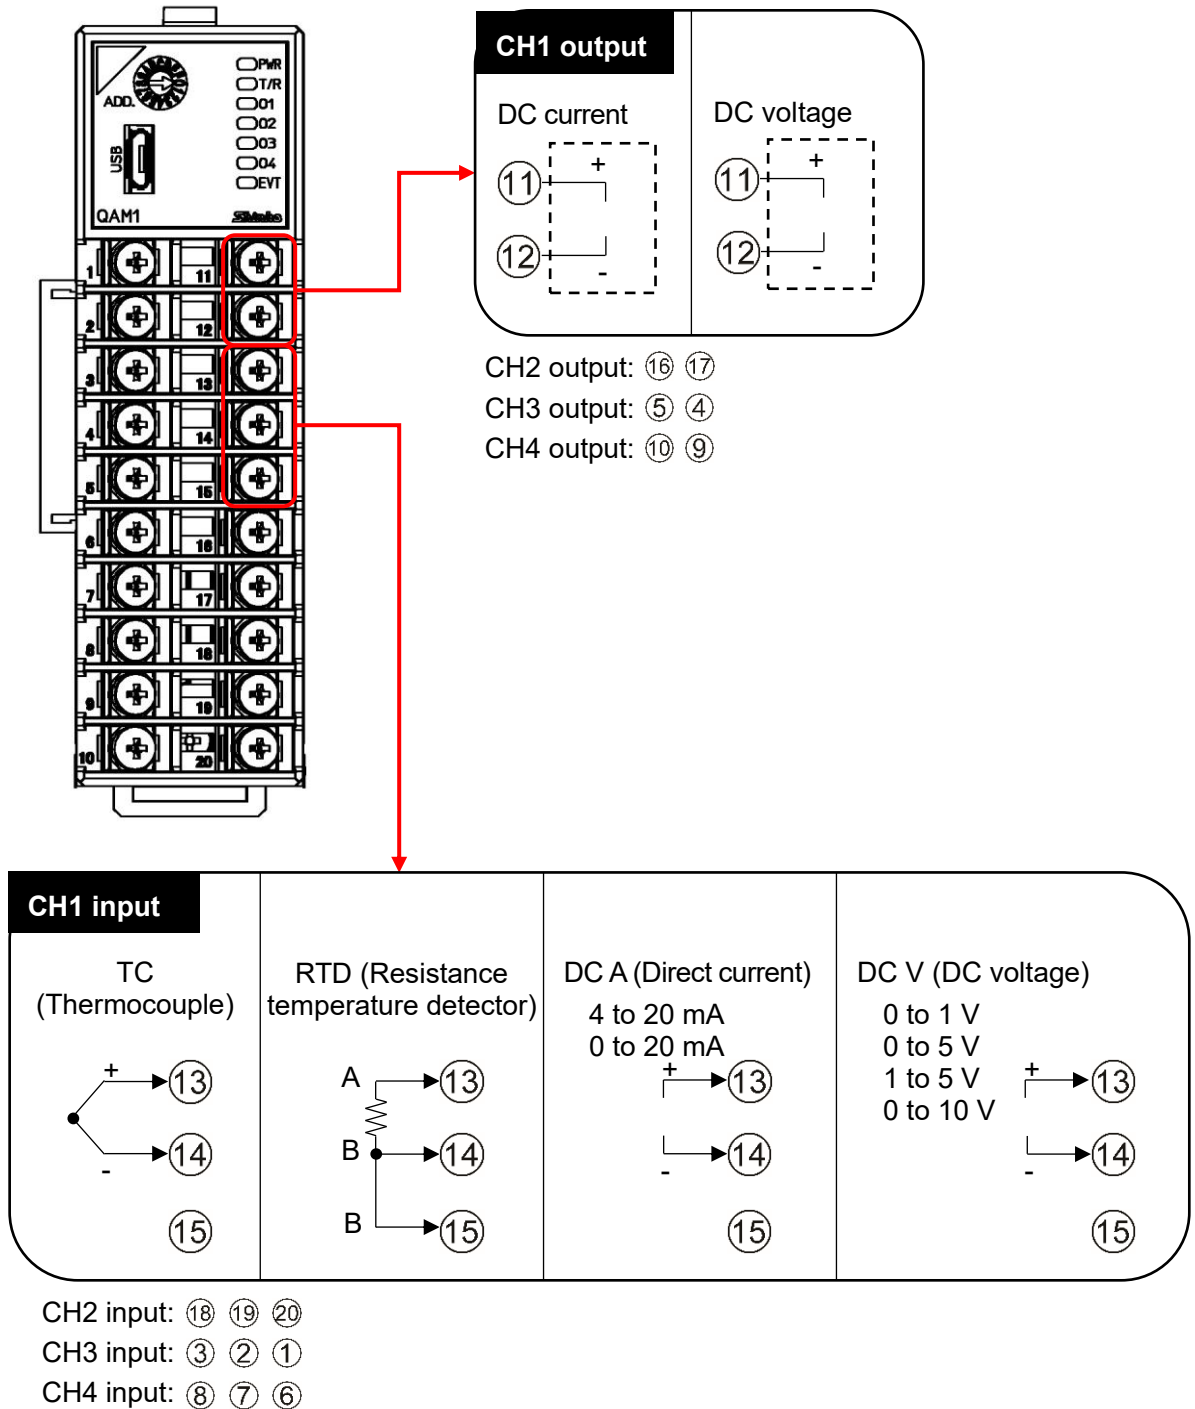 PWR
T/R
O1
O2
O3
O4
EVT
ADD.
USB
QAM1
Shinko
1 11
2 12
3 13
4 14
5 15
6 16
7 17
8 18
9 19
10 20
CH1 output
DC current
DC voltage
+
11
12
-
+
11
12
-
CH2 output: ⑯ ⑰
CH3 output: ⑤ ④
CH4 output: ⑩ ⑨
CH1 input
TC
(Thermocouple)
+
13
14
-
15
RTD (Resistance
temperature detector)
A 13
B 14
B 15
DC A (Direct current)
4 to 20 mA
0 to 20 mA
+
13
14
-
15
DC V (DC voltage)
0 to 1 V
0 to 5 V
1 to 5 V
0 to 10 V
+
13
14
-
15
CH2 input: ⑱ ⑲ ⑳
CH3 input: ③ ② ①
CH4 input: ⑧ ⑦ ⑥